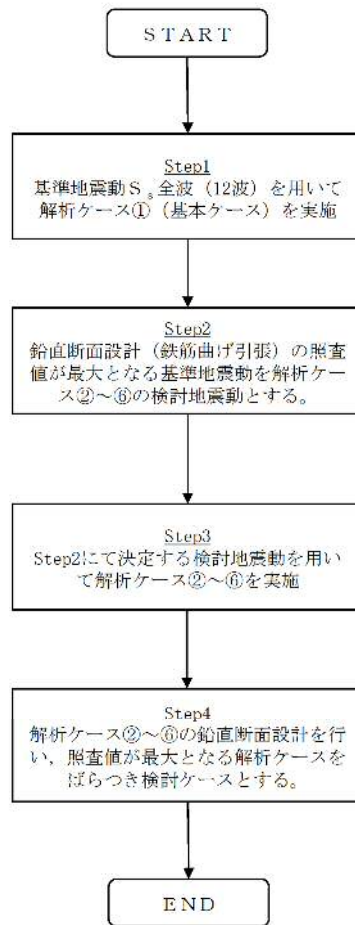 START
Step1
基準地震動Ｓｓ全波（12波）を用いて
解析ケース①（基本ケース）を実施
Step2
鉛直断面設計（鉄筋曲げ引張）の照査
値が最大となる基準地震動を解析ケース
②～⑥の検討地震動とする。
Step3
Step2にて決定する検討地震動を用い
て解析ケース②～⑥を実施
Step4
解析ケース②～⑥の鉛直断面設計を行
い，照査値が最大となる解析ケースを
ばらつき検討ケースとする。
END